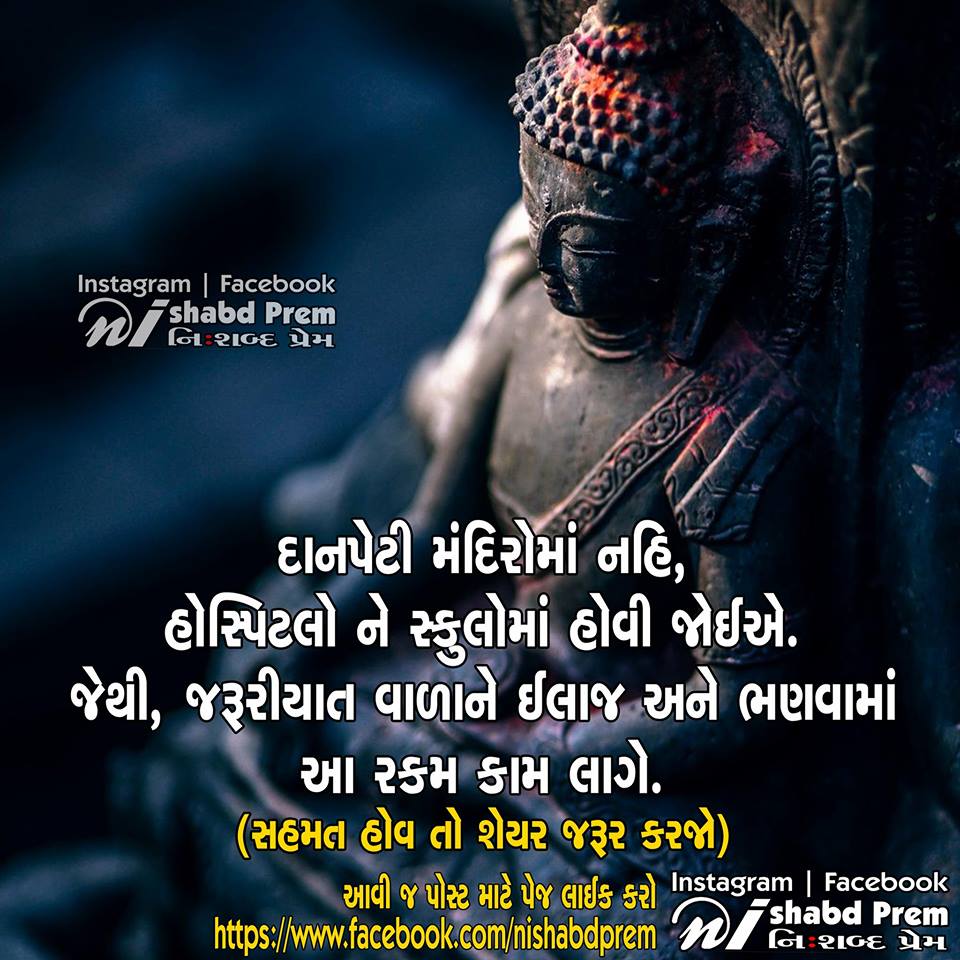 Instagram | Facebook
Nishabd Prem
નિઃશબ્દ પ્રેમ
દાનપેટી મંદિરોમાં નહિ,
હોસ્પિટલો ને સ્કુલોમાં હોવી જોઈએ.
જેથી, જરૂરીયાત વાળાને ઈલાજ અને ભણવામાં
આ રકમ કામ લાગે.
(સહમત હોવ તો શેયર જરૂર કરજો)
આવી જ પોસ્ટ માટે પેજ લાઈક કરો
https://www.facebook.com/nishabdprem
Instagram | Facebook
Nishabd Prem
નિઃશબ્દ પ્રેમ